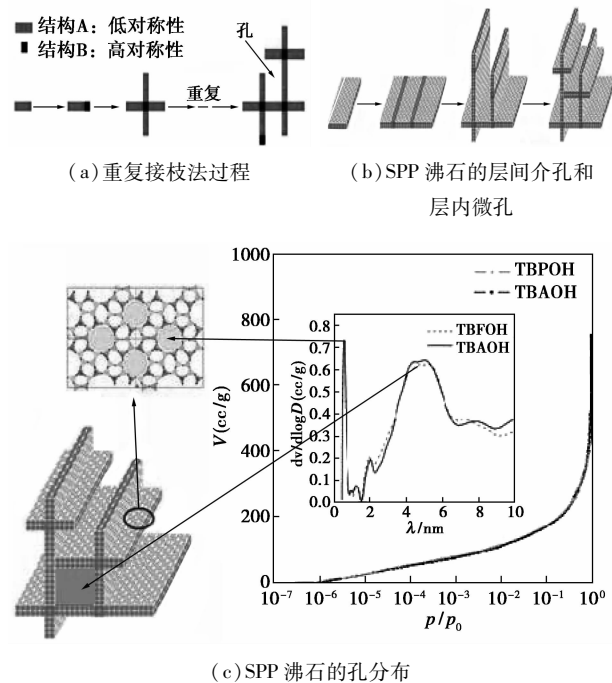 结构A：低对称性
结构B：高对称性
孔
重复
(a)重复接枝法过程
(b)SPP 沸石的层间介孔和
层内微孔
1000
800
600
400
200
0
V(cc/g)
TBPOH
TBAOH
0.8
0.7
0.6
0.5
0.4
0.3
0.2
0.1
0.0
dv/dlogD(cc/g)
TBFOH
TBAOH
0 2 4 6 8 10
λ/nm
10⁻⁷ 10⁻⁶ 10⁻⁵ 10⁻⁴ 10⁻³ 10⁻² 10⁻¹ 10⁰
p/p₀
(c)SPP 沸石的孔分布